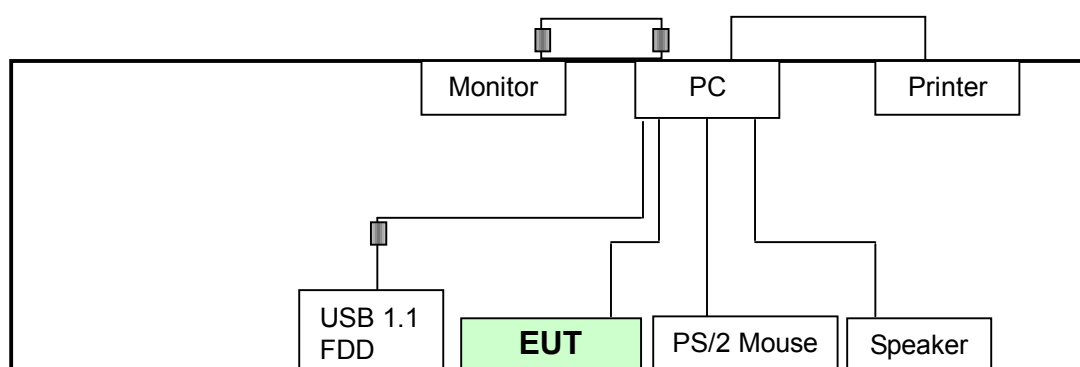 Monitor
PC
Printer
USB 1.1
FDD
EUT
PS/2 Mouse
Speaker